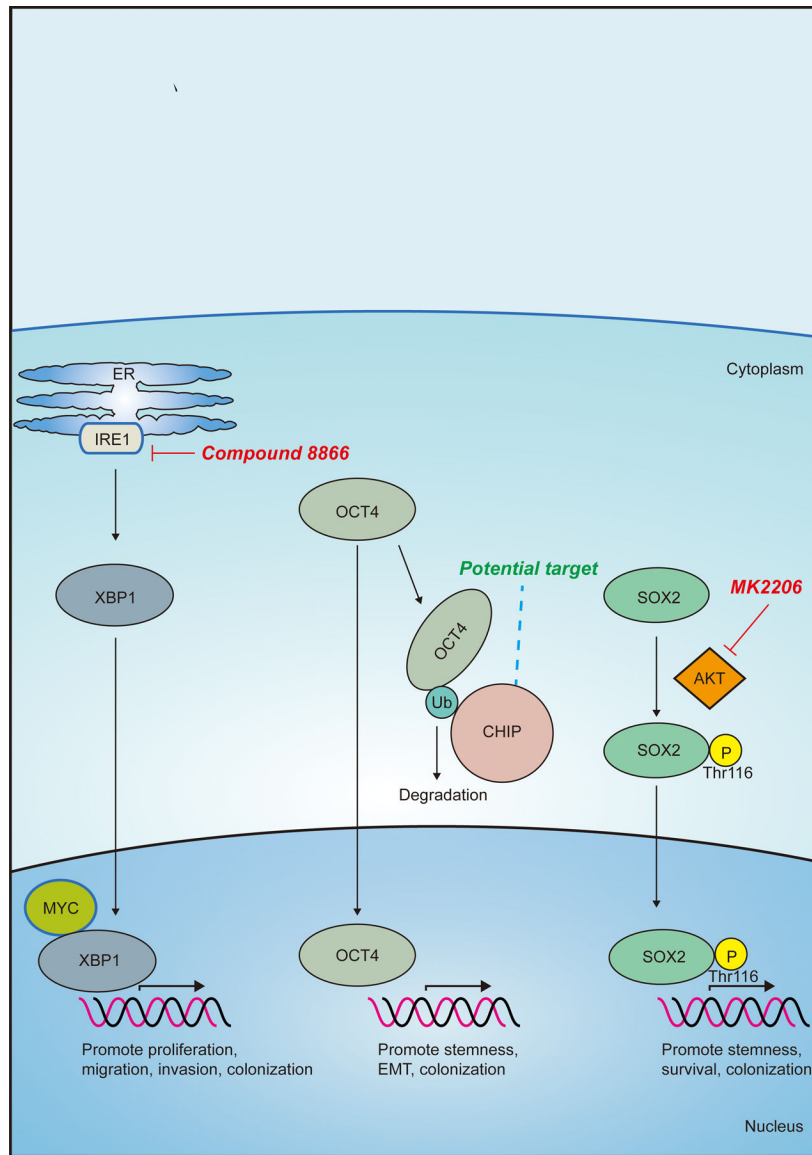 Cytoplasm
ER
IRE1
Compound 8866
OCT4
Potential target
XBP1
SOX2
MK2206
OCT4
AKT
Ub
CHIP
SOX2
P
Thr116
Degradation
MYC
XBP1
OCT4
SOX2
P
Thr116
Promote proliferation,
migration, invasion, colonization
Promote stemness,
EMT, colonization
Promote stemness,
survival, colonization
Nucleus